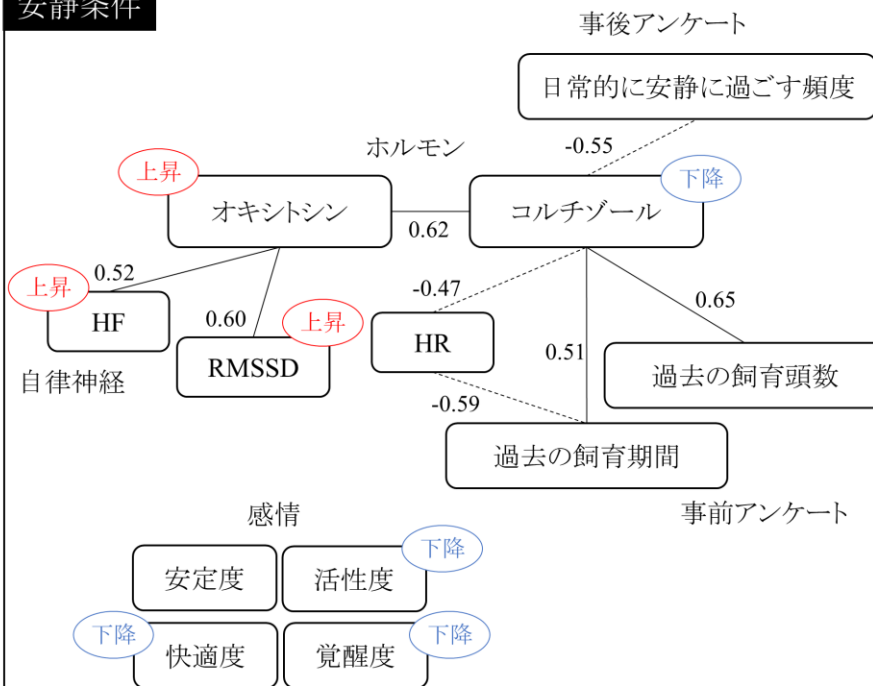 安静条件
事後アンケート
日常的に安静に過ごす頻度
-0.55
ホルモン
上昇
下降
オキシトシン
コルチゾール
0.62
0.52
-0.47
上昇
0.65
HF
0.60
上昇
HR
0.51
RMSSD
過去の飼育頭数
自律神経
-0.59
過去の飼育期間
事前アンケート
感情
下降
安定度
活性度
下降
下降
快適度
覚醒度